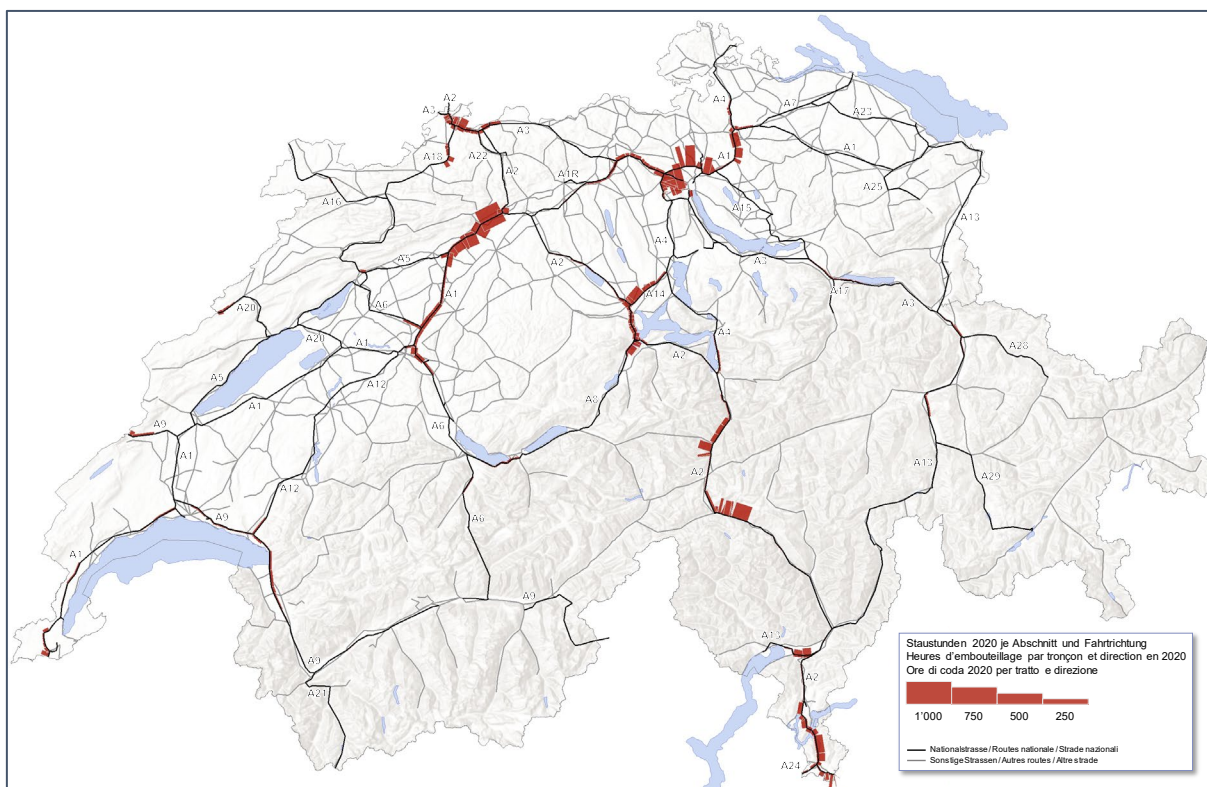 A2
A3
A4
A7
A23
A3
A1
A1
A18
A22
A2
A1R
A25
A16
A15
A13
A4
A5
A2
A3
A14
A17
A3
A1
A6
A20
A20
A1
A4
A28
A2
A12
A5
A1
A8
A6
A9
A1
A2
A13
A29
A12
A9
A6
A1
A9
A13
A9
A2
A21
A24
Staustunden 2020 je Abschnitt und Fahrtrichtung
Heures d'embouteillage par tronçon et direction en 2020
Ore di coda 2020 per tratto e direzione
1'000 750 500 250
Nationalstrasse / Routes nationale / Strade nazionali
Sonstige Strassen / Autres routes / Altre strade